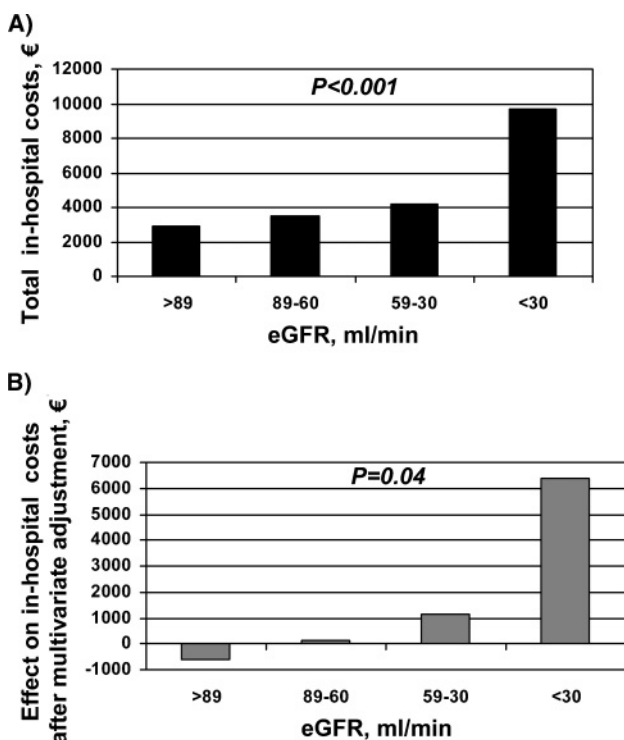 A)
Total in-hospital costs, €
12000
10000
8000
6000
4000
2000
0
P<0.001
>89
89-60
59-30
<30
eGFR, ml/min
B)
Effect on in-hospital costs
after multivariate adjustment, €
7000
6000
5000
4000
3000
2000
1000
0
-1000
P=0.04
>89
89-60
59-30
<30
eGFR, ml/min